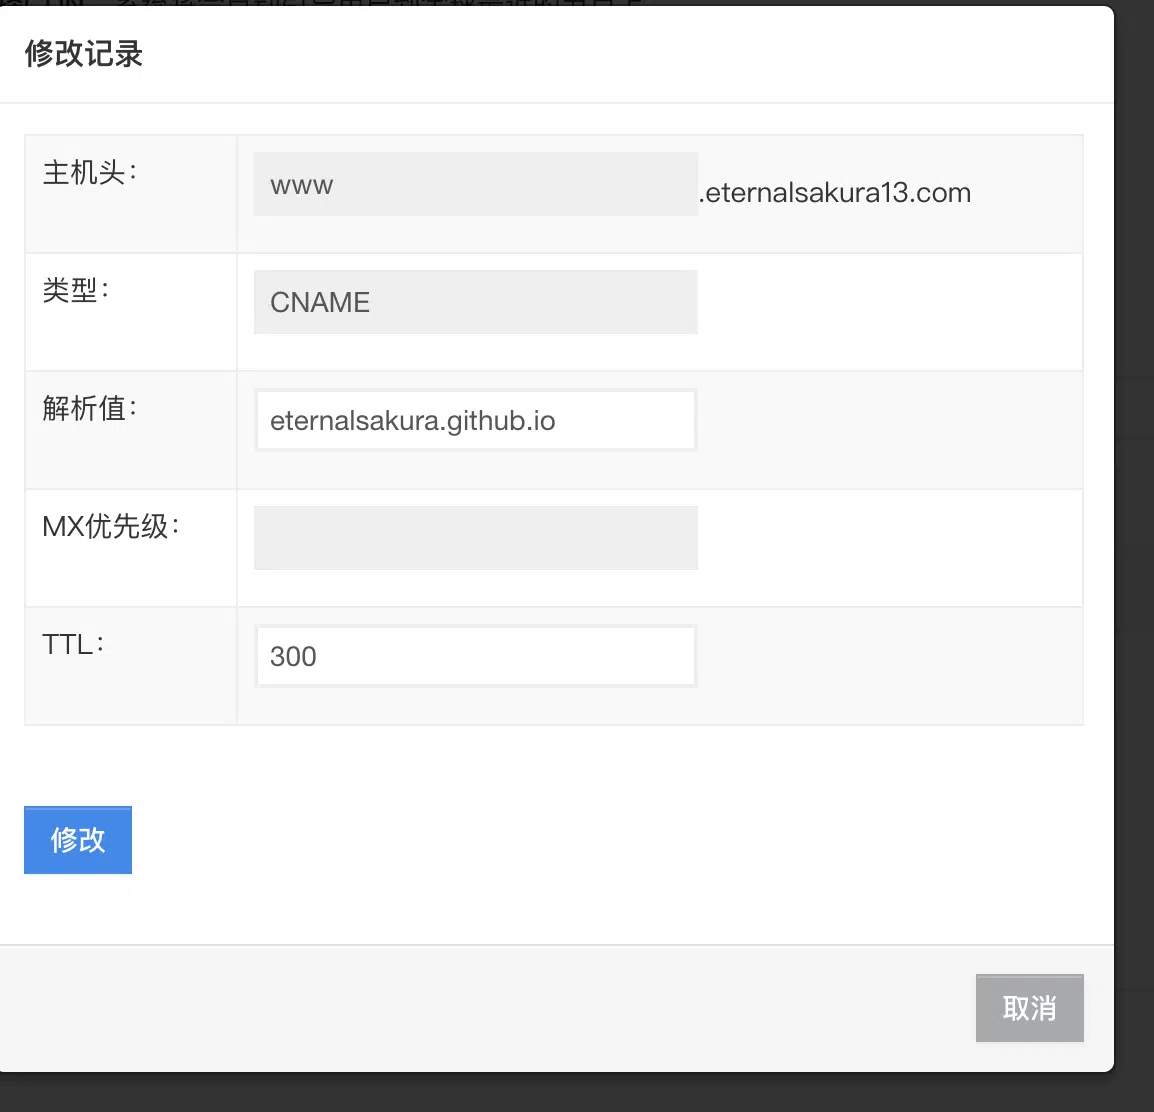 修改记录
主机头：
www
.eternalsakura13.com
类型：
CNAME
解析值：
eternalsakura.github.io
MX优先级：
TTL：
300
修改
取消